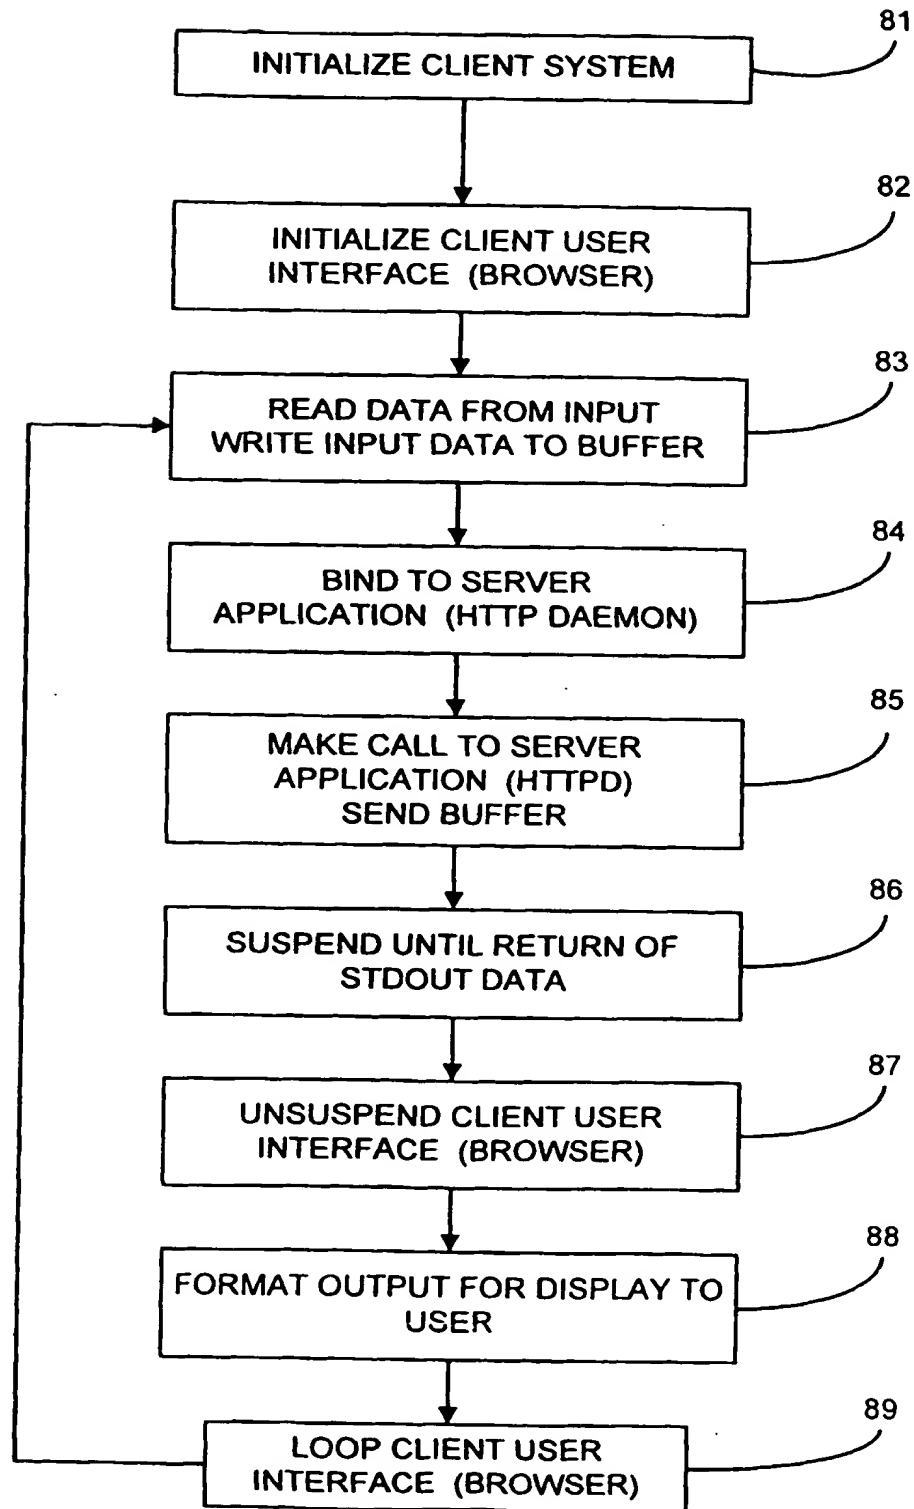 81
INITIALIZE CLIENT SYSTEM
82
INITIALIZE CLIENT USER
INTERFACE (BROWSER)
83
READ DATA FROM INPUT
WRITE INPUT DATA TO BUFFER
84
BIND TO SERVER
APPLICATION (HTTP DAEMON)
85
MAKE CALL TO SERVER
APPLICATION (HTTPD)
SEND BUFFER
86
SUSPEND UNTIL RETURN OF
STDOUT DATA
87
UNSUSPEND CLIENT USER
INTERFACE (BROWSER)
88
FORMAT OUTPUT FOR DISPLAY TO
USER
89
LOOP CLIENT USER
INTERFACE (BROWSER)